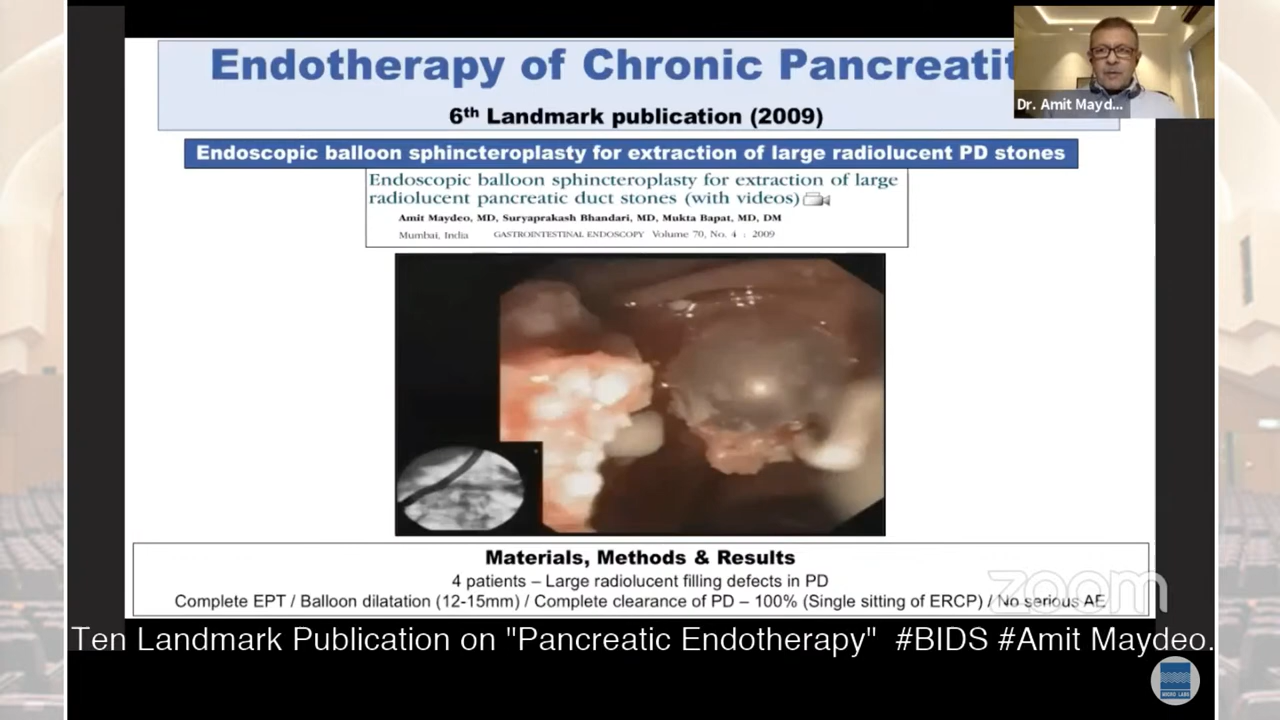 Endotherapy of Chronic Pancreatit
6th Landmark publication (2009)
Dr. Amit Mayd...
Endoscopic balloon sphincteroplasty for extraction of large radiolucent PD stones
Endoscopic balloon sphincteroplasty for extraction of large
radiolucent pancreatic duct stones (with videos)
Amit Maydeo, MD, Suryaprakash Bhandari, MD, Mukta Bapat, MD, DM
Mumbai, India GASTROINTESTINAL ENDOSCOPY Volume 70, No. 4 : 2009
Materials, Methods & Results
4 patients – Large radiolucent filling defects in PD
Complete EPT / Balloon dilatation (12-15mm) / Complete clearance of PD – 100% (Single sitting of ERCP) / No serious AE
zoom
Ten Landmark Publication on "Pancreatic Endotherapy" #BIDS #Amit Maydeo.
MICRO LABS